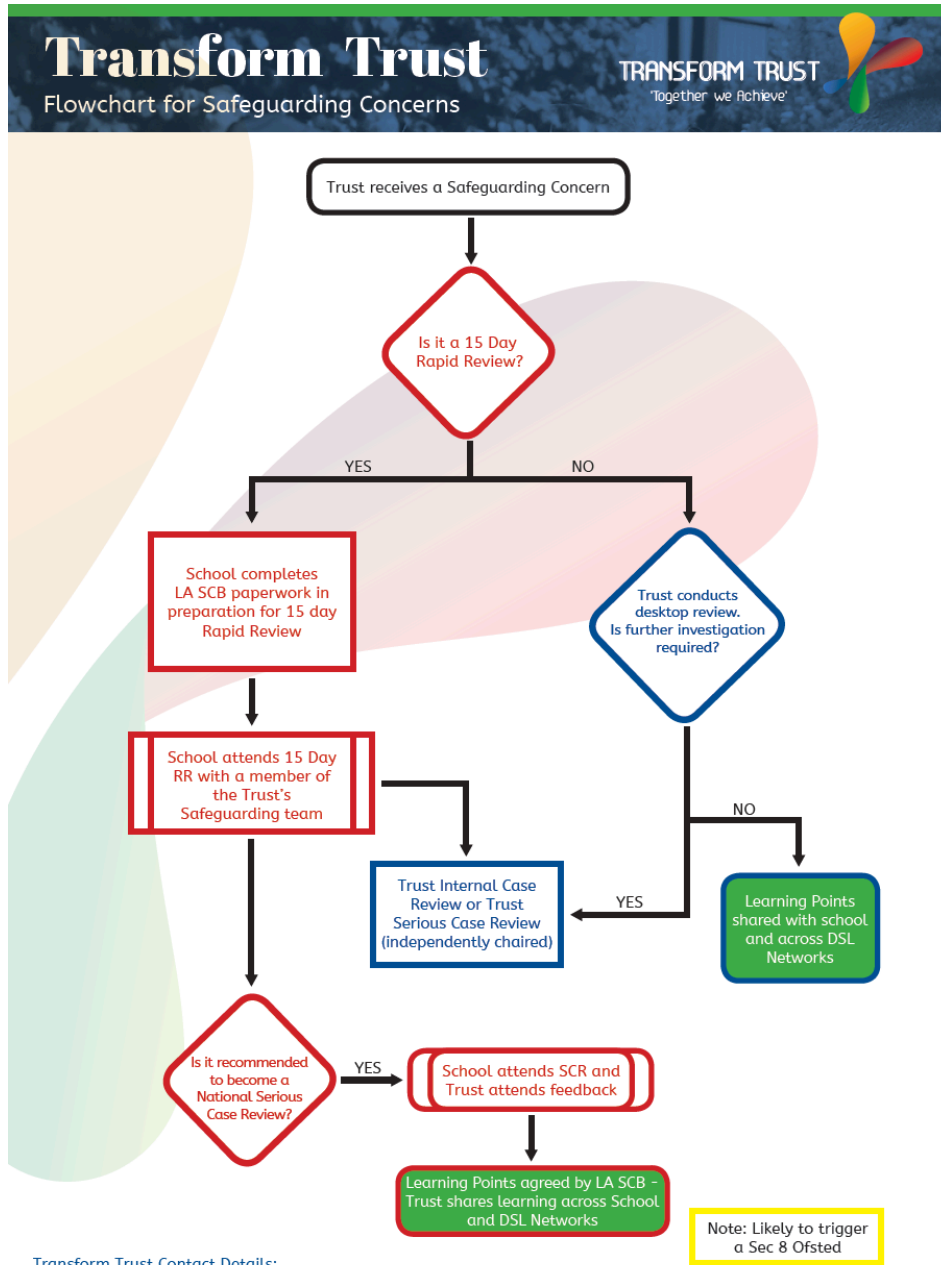 Transform Trust
Flowchart for Safeguarding Concerns
TRANSFORM TRUST
'Together we Achieve'
Trust receives a Safeguarding Concern
Is it a 15 Day
Rapid Review?
YES
NO
School completes
LA SCB paperwork in
preparation for 15 day
Rapid Review
Trust conducts
desktop review.
Is further investigation
required?
School attends 15 Day
RR with a member of
the Trust's
Safeguarding team
NO
Trust Internal Case
Review or Trust
Serious Case Review
(independently chaired)
YES
Learning Points
shared with school
and across DSL
Networks
Is it recommended
to become a
National Serious
Case Review?
YES
School attends SCR and
Trust attends feedback
Learning Points agreed by LA SCB -
Trust shares learning across School
and DSL Networks
Note: Likely to trigger
a Sec 8 Ofsted
Transform Trust Contact Details: